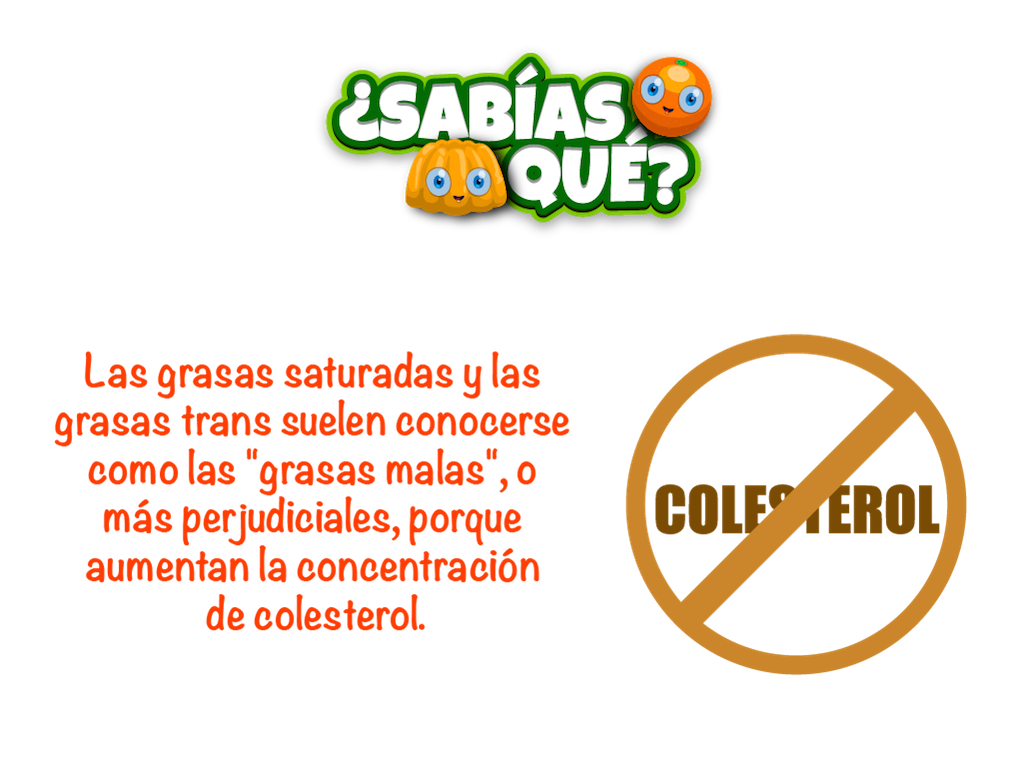 ¿SABÍAS
QUÉ?
Las grasas saturadas y las
grasas trans suelen conocerse
como las "grasas malas", o
más perjudiciales, porque
aumentan la concentración
de colesterol.
COLESTEROL